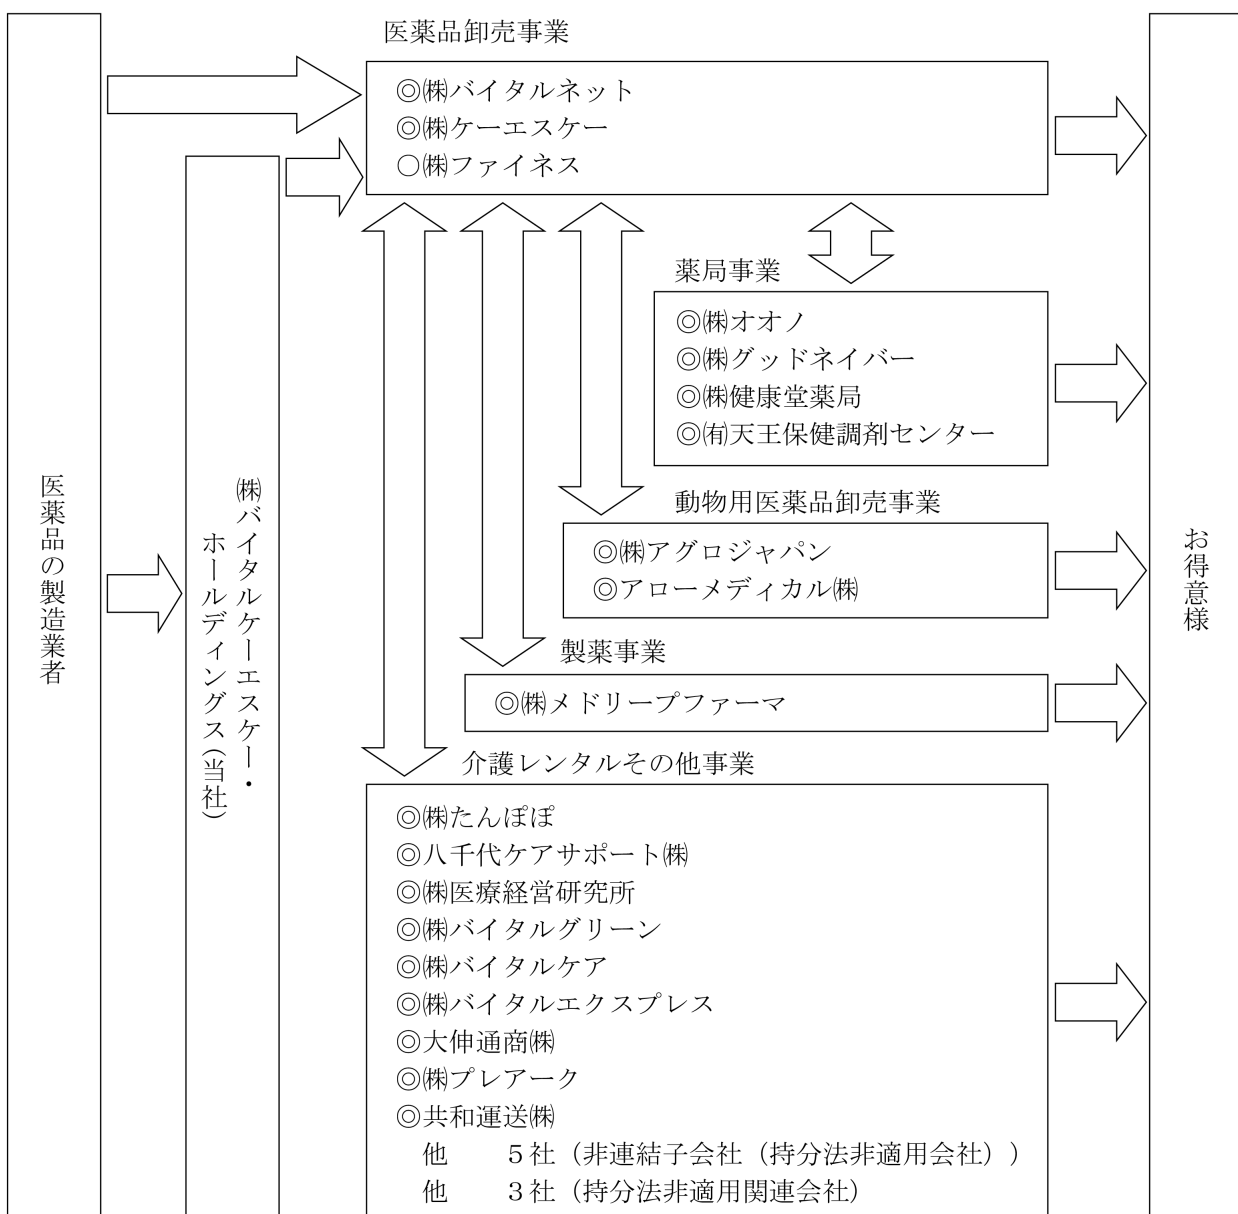 医薬品卸売事業
◎㈱バイタルネット
◎㈱ケーエスケー
○㈱ファイネス
薬局事業
◎㈱オオノ
◎㈱グッドネイバー
◎㈱健康堂薬局
◎㈲天王保健調剤センター
医薬品の製造業者
㈱バイタルケーエスケー・
ホールディングス(当社)
動物用医薬品卸売事業
◎㈱アグロジャパン
◎アローメディカル㈱
お得意様
製薬事業
◎㈱メドリープファーマ
介護レンタルその他事業
◎㈱たんぽぽ
◎八千代ケアサポート㈱
◎㈱医療経営研究所
◎㈱バイタルグリーン
◎㈱バイタルケア
◎㈱バイタルエクスプレス
◎大伸通商㈱
◎㈱プレアーク
◎共和運送㈱
他　　５社（非連結子会社（持分法非適用会社））
他　　３社（持分法非適用関連会社）